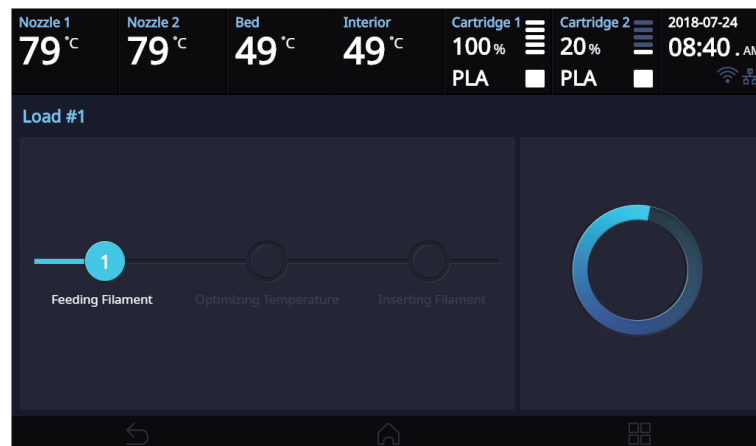 Nozzle 1
79 °C
Nozzle 2
79 °C
Bed
49 °C
Interior
49 °C
Cartridge 1
100 %
PLA
Cartridge 2
20 %
PLA
2018-07-24
08:40 . AM
Load #1
1
Feeding Filament
Optimizing Temperature
Inserting Filament